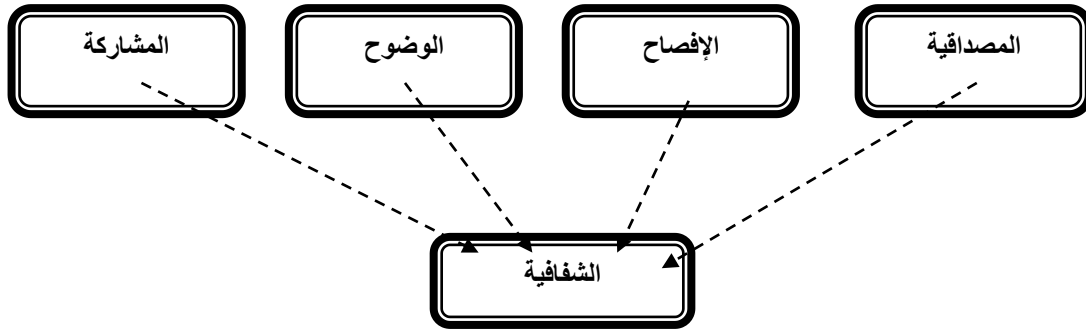 المصداقية
الإفصاح
الوضوح
المشاركة
الشفافية